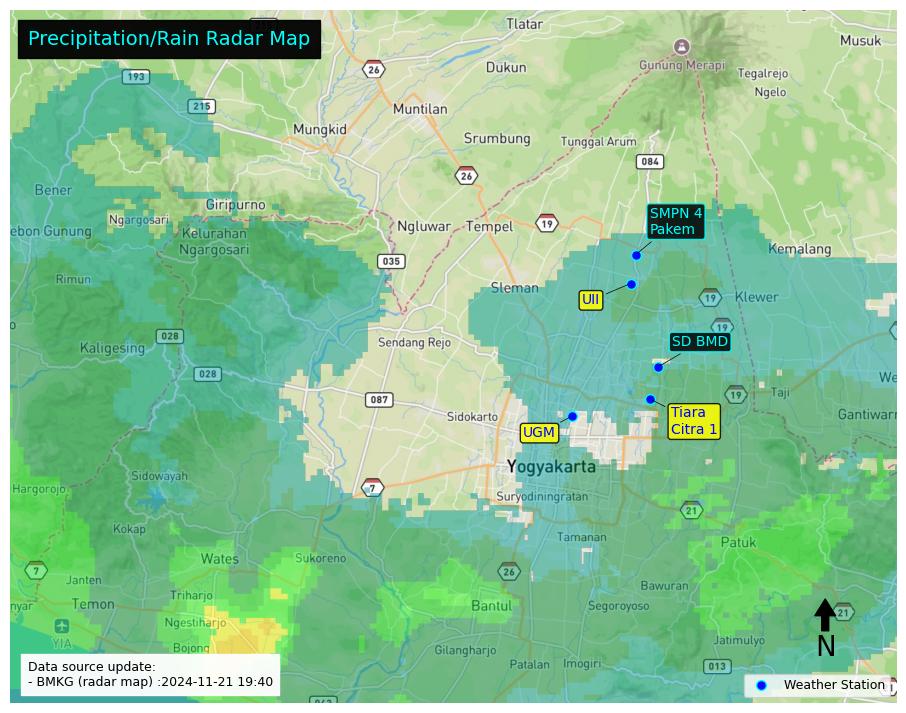 Precipitation/Rain Radar Map
Tlatar
Musuk
26
Gunung Merapi
Dukun
Tegalrejo
193
Ngelo
215
Muntilan
Mungkid
Srumbung
Tunggal Arum
084
26
Bener
Giripurno
SMPN 4
Pakem
Ngargosari
Ngluwar
Tempel
19
ebon Gunung
Kelurahan
Ngargosari
Kemalang
035
Rimun
Sleman
UII
19
Klewer
19
028
Kaligesing
Sendang Rejo
SD BMD
028
We
087
19
Taji
Sidokarto
Tiara
Citra 1
Gantiwar
UGM
Yogyakarta
Sidowayah
7
Hargorojo
Suryodiningratan
21
Kokap
Tamanan
Patuk
Wates
Sukoreno
7
26
Janten
Bawuran
Triharjo
nyar
Temon
Bantul
Segoroyoso
21
Ngestiharjo
YIA
N
Bojong
Jatimulyo
Gilangharjo
Patalan
Imogiri
013
Data source update:
- BMKG (radar map) :2024-11-21 19:40
Weather Station